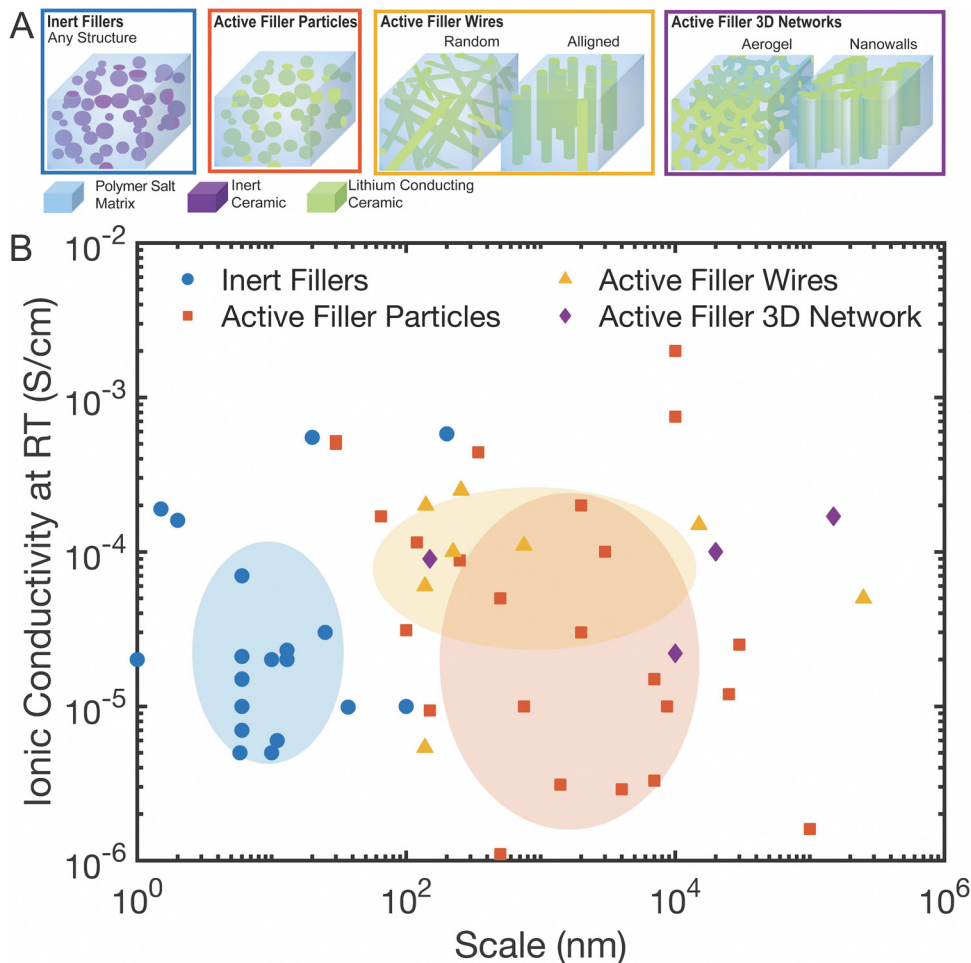 A
Inert Fillers
Any Structure
Active Filler Particles
Active Filler Wires
Random
Alligned
Active Filler 3D Networks
Aerogel
Nanowalls
Polymer Salt
Matrix
Inert
Ceramic
Lithium Conducting
Ceramic
B
Inert Fillers
Active Filler Particles
Active Filler Wires
Active Filler 3D Network
Ionic Conductivity at RT (S/cm)
10⁻²
10⁻³
10⁻⁴
10⁻⁵
10⁻⁶
10⁰
10²
10⁴
10⁶
Scale (nm)